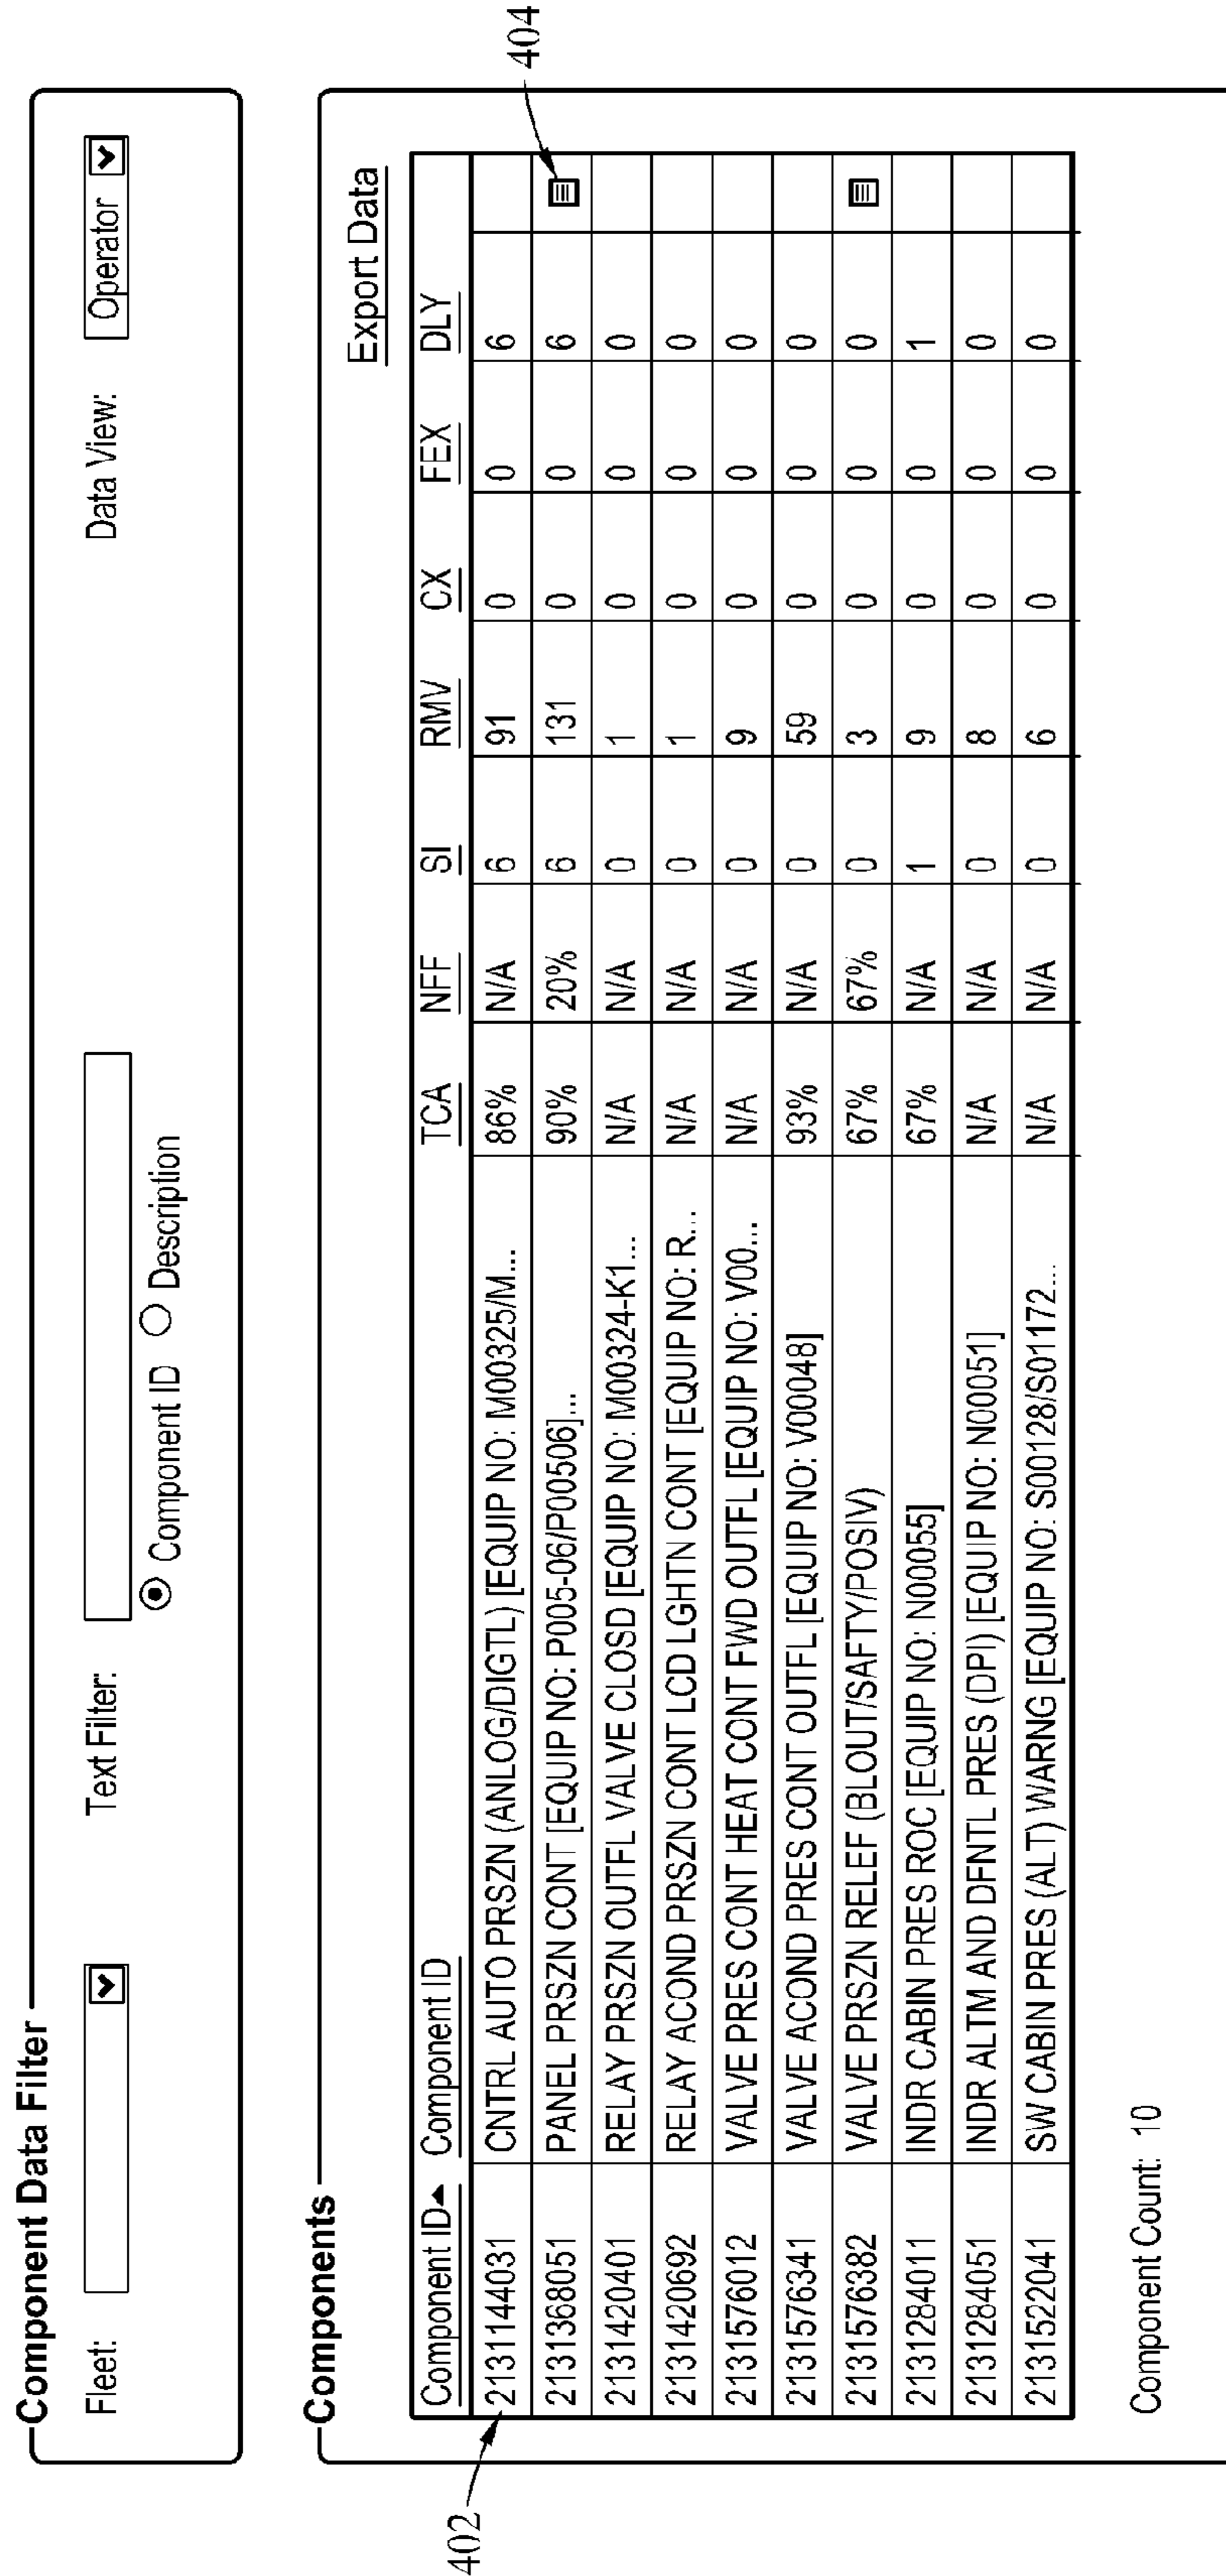 Component Data Filter
Fleet: Text Filter: Data View: Operator
Component ID Description
Components
Export Data
Component ID Component ID TCA NFF SI RMV CX FEX DLY
2131144031 CNTRL AUTO PRSZN (ANLOG/DIGTL) [EQUIP NO: M00325/M... 86% N/A 6 91 0 0 6
2131368051 PANEL PRSZN CONT [EQUIP NO: P005-06/P00506]... 90% 20% 6 131 0 0 6
2131420401 RELAY PRSZN OUTFL VALVE CLOSD [EQUIP NO: M00324-K1... N/A N/A 0 1 0 0 0
2131420692 RELAY ACOND PRSZN CONT LCD LGHTN CONT [EQUIP NO: R... N/A N/A 0 1 0 0 0
2131576012 VALVE PRES CONT HEAT CONT FWD OUTFL [EQUIP NO: V00... N/A N/A 0 9 0 0 0
2131576341 VALVE ACOND PRES CONT OUTFL [EQUIP NO: V00048] 93% N/A 0 59 0 0 0
2131576382 VALVE PRSZN RELEF (BLOUT/SAFTY/POSIV) 67% 67% 0 3 0 0 0
2131284011 INDR CABIN PRES ROC [EQUIP NO: N00055] 67% N/A 1 9 0 0 1
2131284051 INDR ALTM AND DFNTL PRES (DPI) [EQUIP NO: N00051] N/A N/A 0 8 0 0 0
2131522041 SW CABIN PRES (ALT) WARNG [EQUIP NO: S00128/S01172... N/A N/A 0 6 0 0 0
Component Count: 10
402
404